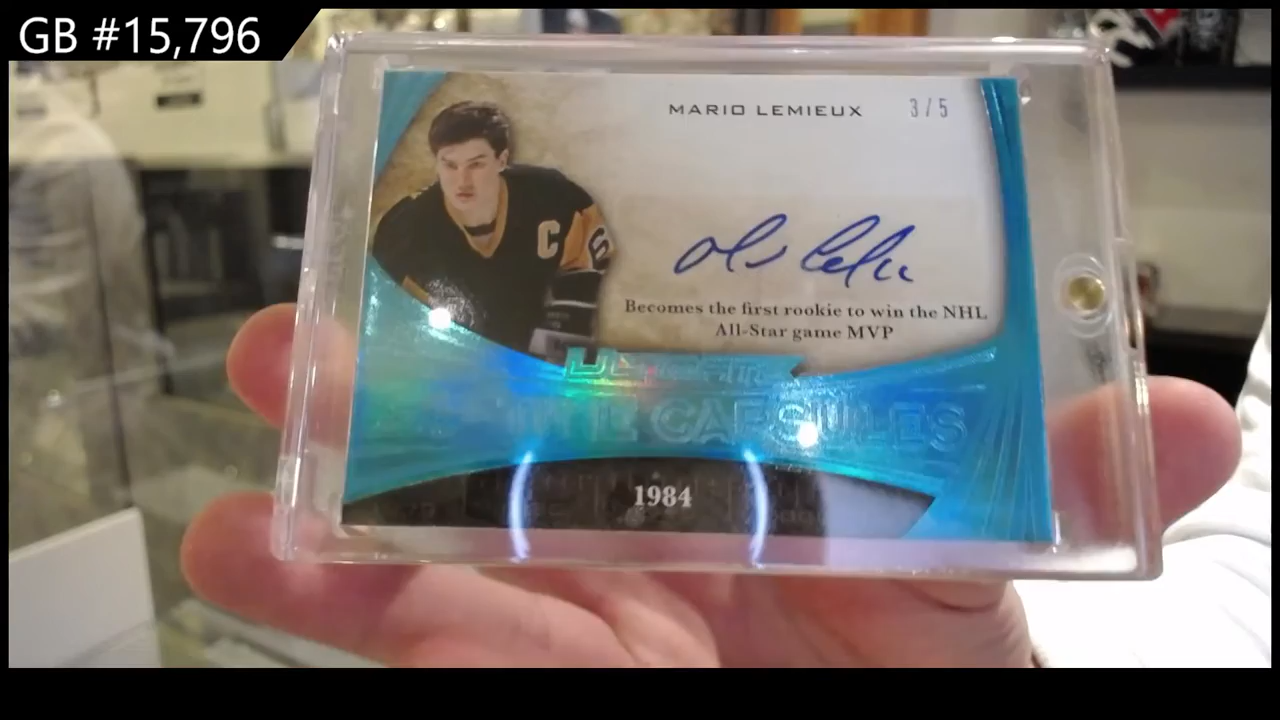 GB #15,796
MARIO LEMIEUX
3/5
C
Becomes the first rookie to win the NHL
All-Star game MVP
CAPSULES
1984